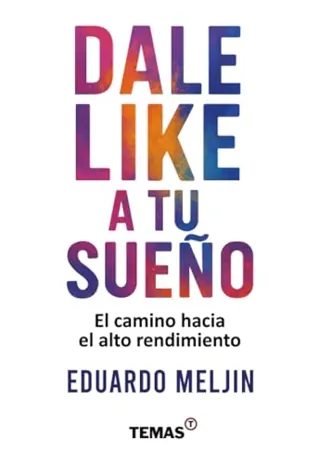 DALE
LIKE
A TU
SUEÑO
El camino hacia
el alto rendimiento
EDUARDO MELJIN
TEMAS T